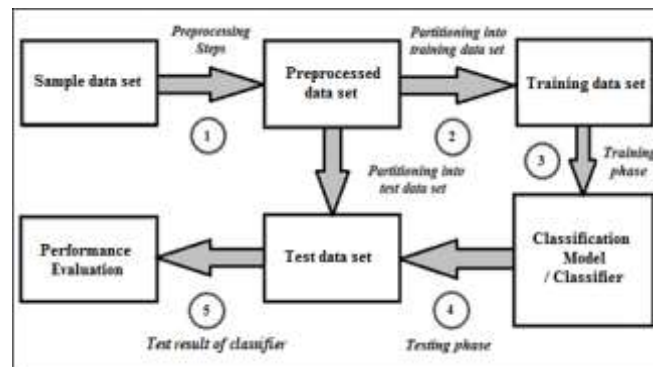 Preprocessing
Steps
Partitioning into
training data set
Sample data set
Preprocessed
data set
Training data set
1
2
3
Training
phase
Partitioning into
test data set
Performance
Evaluation
Test data set
Classification
Model
/ Classifier
5
4
Test result of classifier
Testing phase